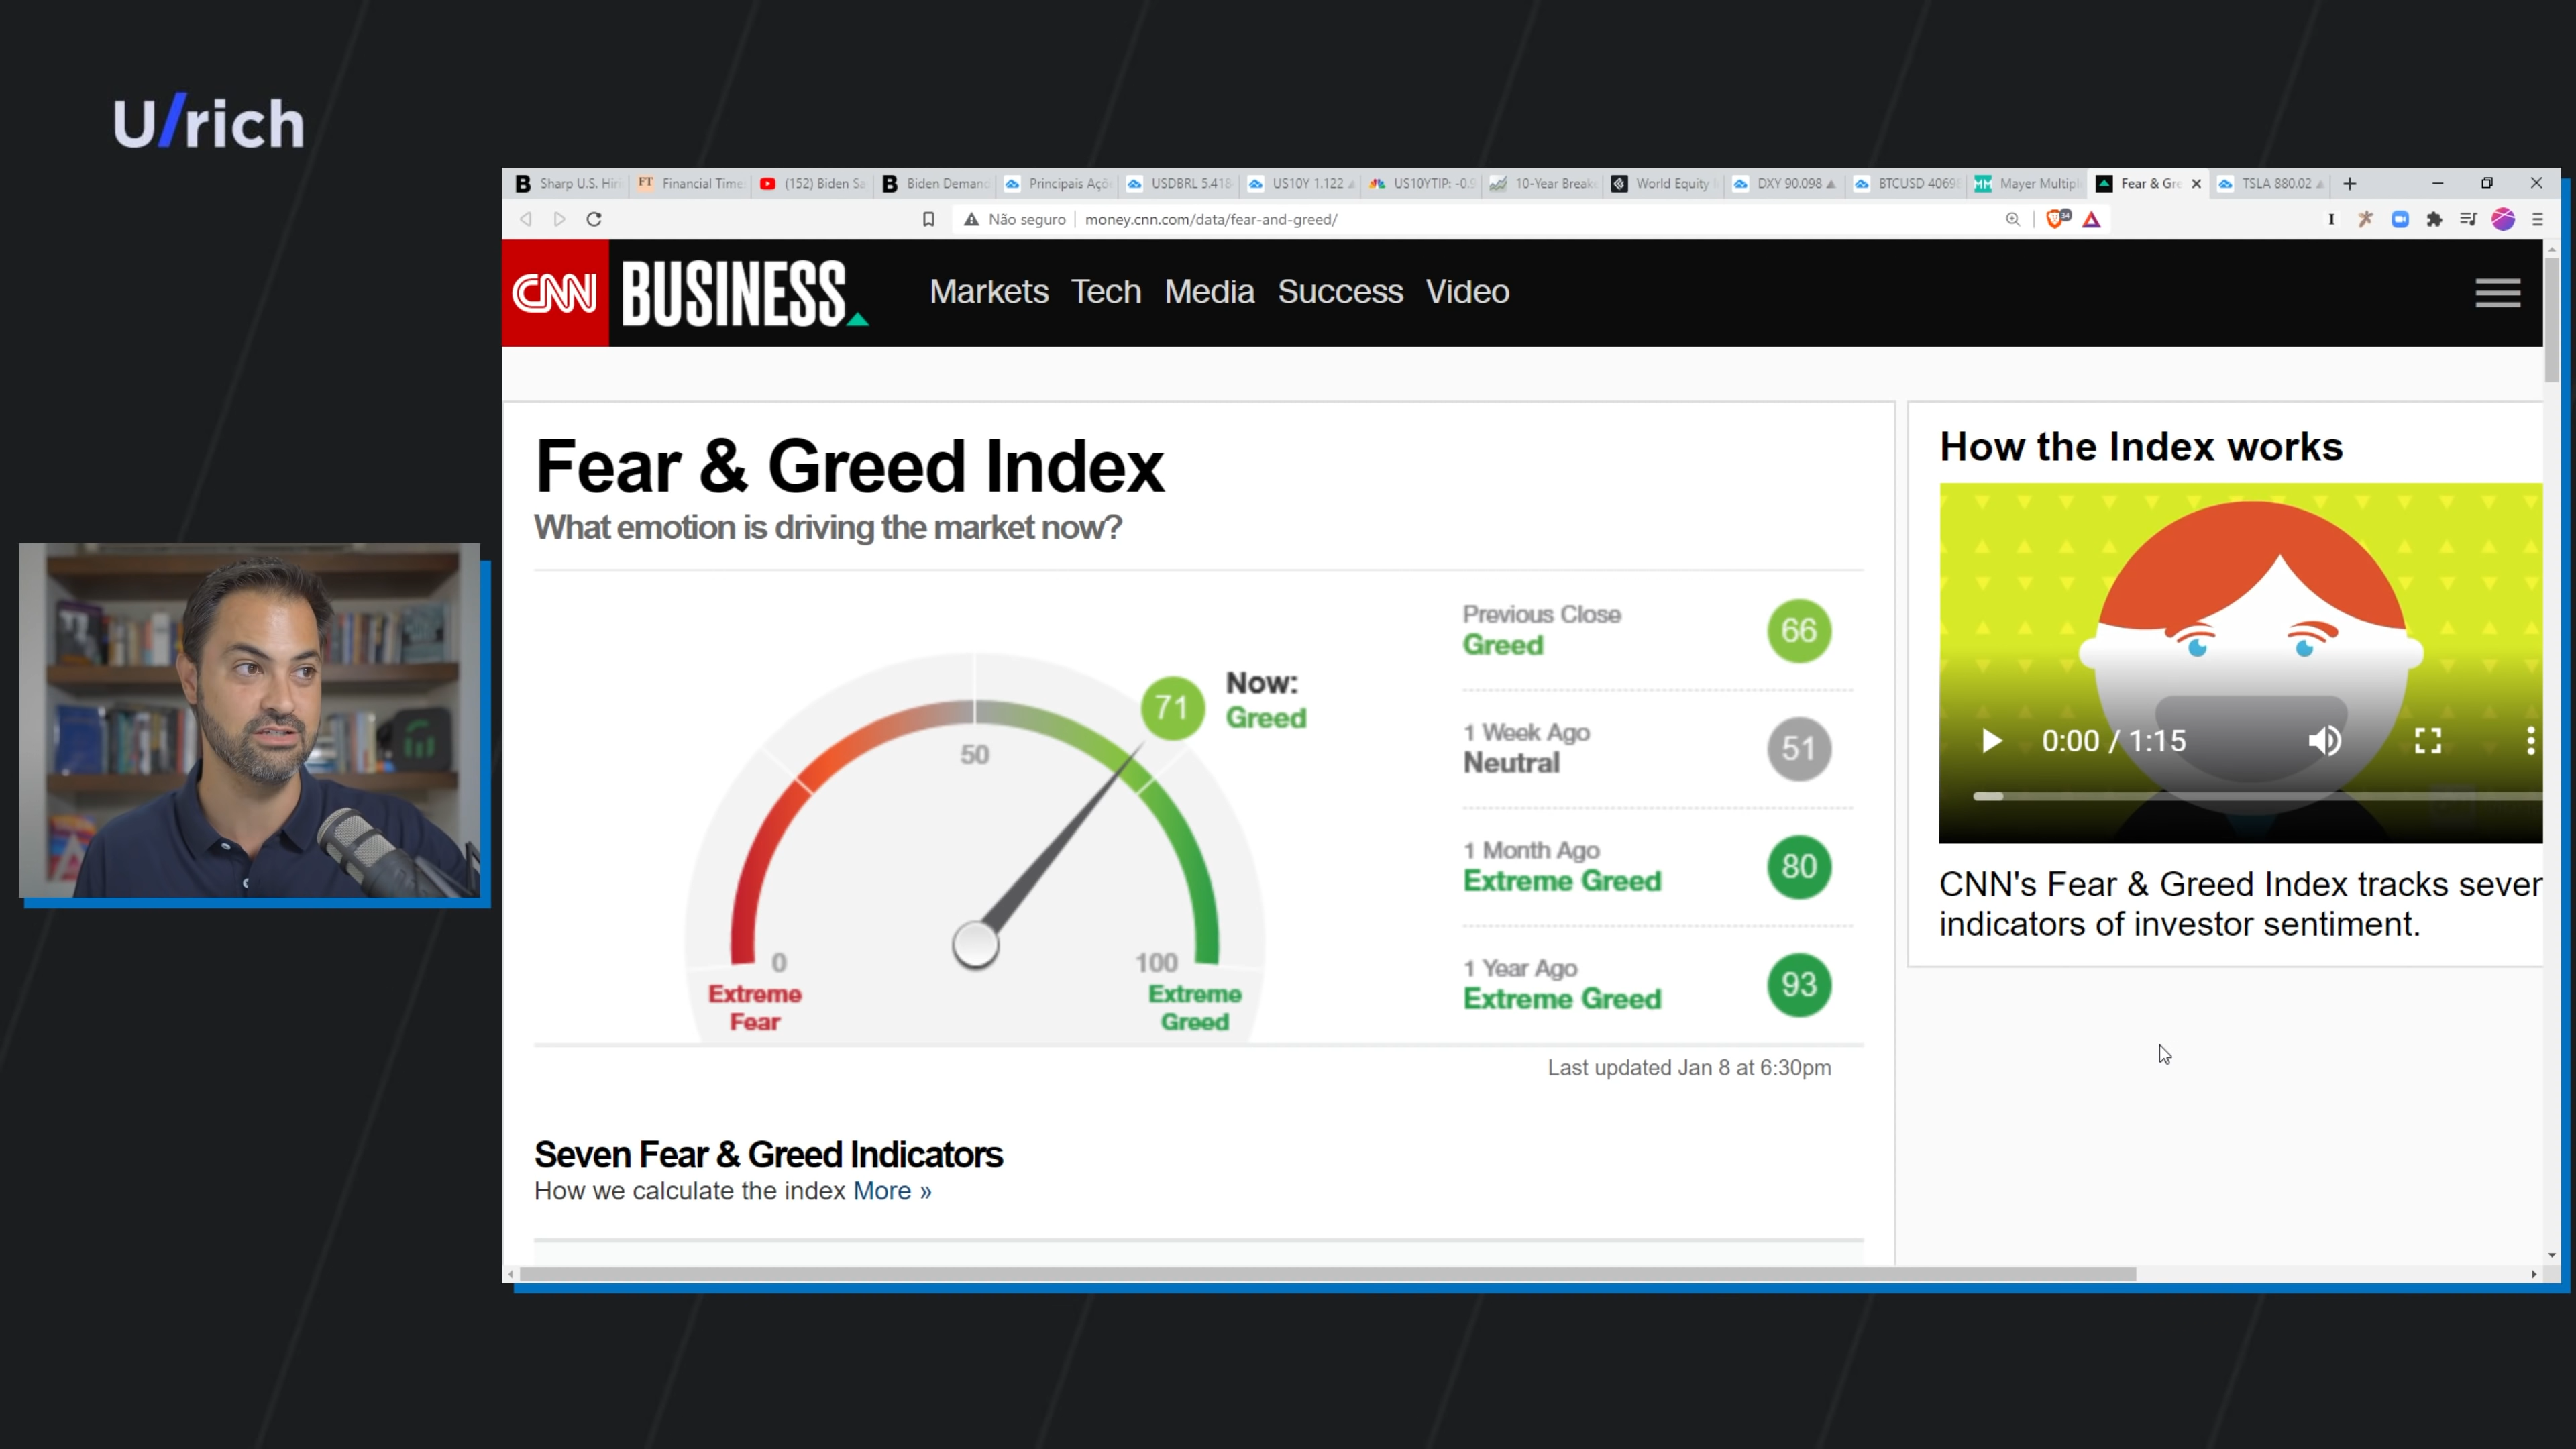 U/rich
Sharp U.S. Hiri
FT Financial Time
(152) Biden Sa
Biden Demand
Principais Açõ
USDBRL 5.418
US10Y 1.122
US10YTIP: -0.9
10-Year Break
World Equity
DXY 90.098
BTCUSD 4069
MM Mayer Multipl
Fear & Gre
TSLA 880.02
Não seguro
money.cnn.com/data/fear-and-greed/
34
CNN BUSINESS
Markets Tech Media Success Video
Fear & Greed Index
What emotion is driving the market now?
71
Now:
Greed
50
0
100
Extreme
Fear
Extreme
Greed
Previous Close
Greed
66
1 Week Ago
Neutral
51
1 Month Ago
Extreme Greed
80
1 Year Ago
Extreme Greed
93
Last updated Jan 8 at 6:30pm
Seven Fear & Greed Indicators
How we calculate the index More »
How the Index works
0:00 / 1:15
CNN's Fear & Greed Index tracks seven
indicators of investor sentiment.